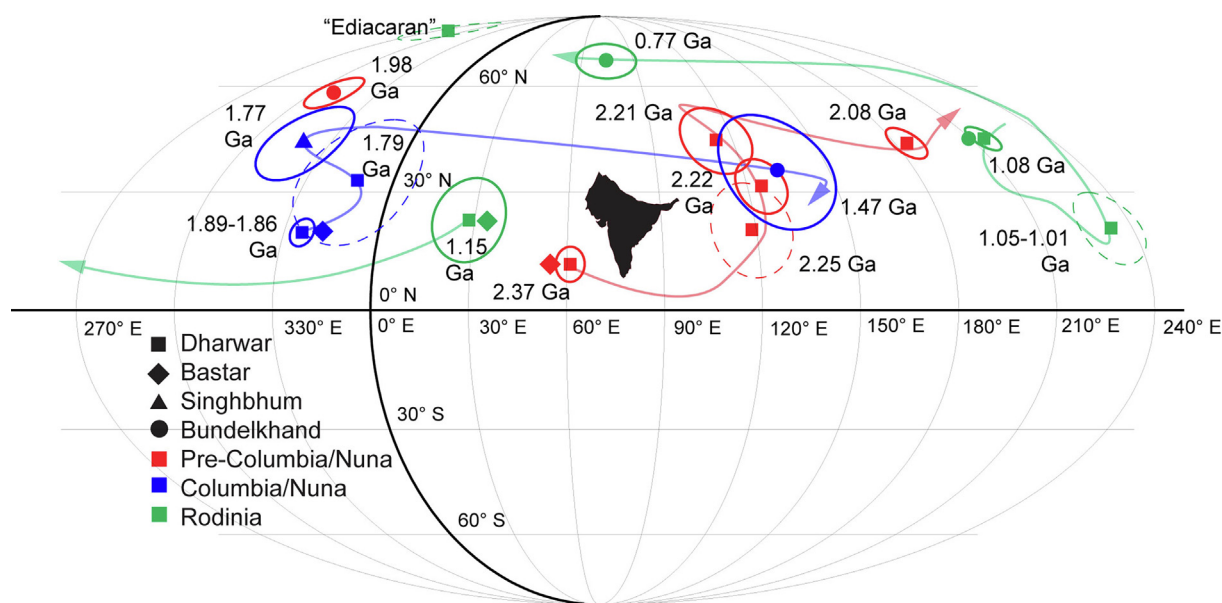 “Ediacaran”
0.77 Ga
1.98
Ga
60° N
1.77
Ga
2.21 Ga
2.08 Ga
1.79
Ga
1.08 Ga
30° N
2.22
Ga
1.47 Ga
1.89-1.86
Ga
1.15
Ga
1.05-1.01
Ga
2.25 Ga
2.37 Ga
0° N
270° E
330° E
0° E
30° E
60° E
90° E
120° E
150° E
180° E
210° E
240° E
Dharwar
Bastar
Singhbhum
Bundelkhand
Pre-Columbia/Nuna
Columbia/Nuna
Rodinia
30° S
60° S